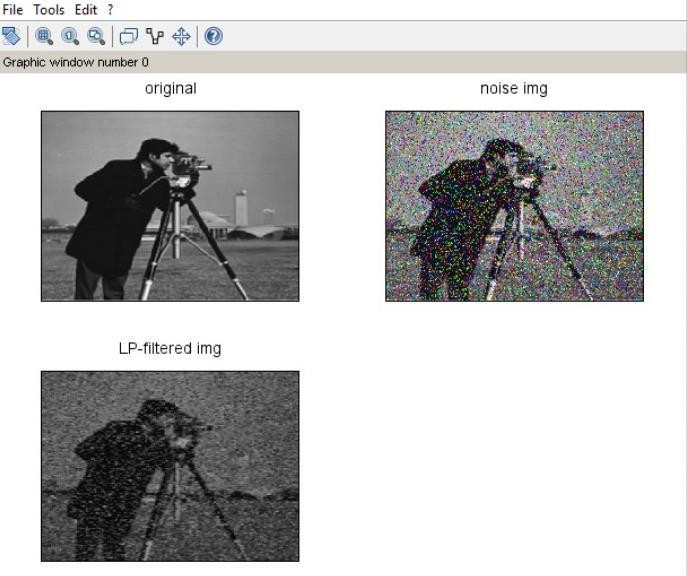 File Tools Edit ?
Graphic window number 0
original
noise img
LP-filtered img